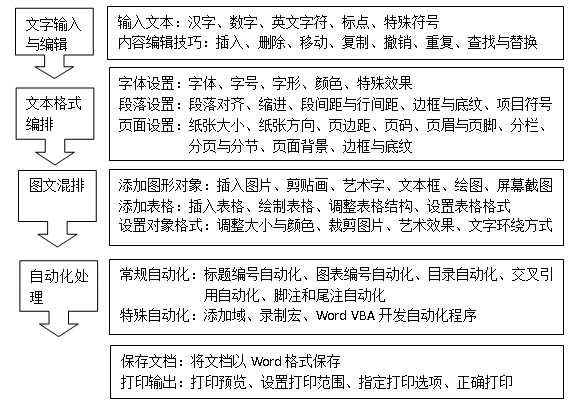 文字输入
与编辑
输入文本：汉字、数字、英文字符、标点、特殊符号
内容编辑技巧：插入、删除、移动、复制、撤销、重复、查找与替换
文本格式
编排
字体设置：字体、字号、字形、颜色、特殊效果
段落设置：段落对齐、缩进、段间距与行间距、边框与底纹、项目符号
页面设置：纸张大小、纸张方向、页边距、页码、页眉与页脚、分栏、
分页与分节、页面背景、边框与底纹
图文混排
添加图形对象：插入图片、剪贴画、艺术字、文本框、绘图、屏幕截图
添加表格：插入表格、绘制表格、调整表格结构、设置表格格式
设置对象格式：调整大小与颜色、裁剪图片、艺术效果、文字环绕方式
自动化处
理
常规自动化：标题编号自动化、图表编号自动化、目录自动化、交叉引
用自动化、脚注和尾注自动化
特殊自动化：添加域、录制宏、Word VBA 开发自动化程序
保存文档：将文档以 Word 格式保存
打印输出：打印预览、设置打印范围、指定打印选项、正确打印